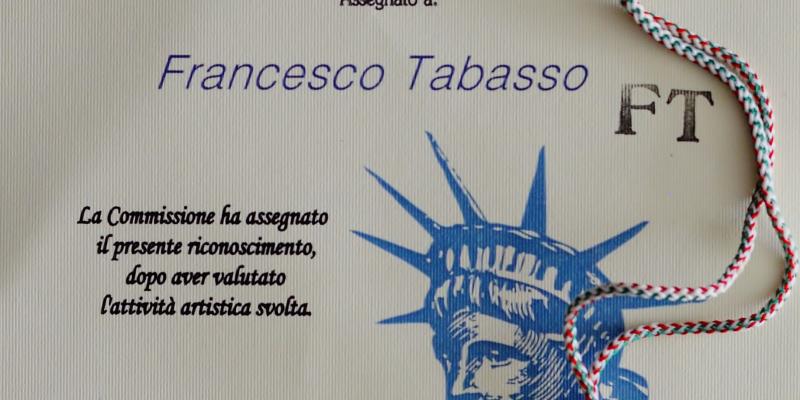 Assegnato a:
Francesco Tabasso
FT
La Commissione ha assegnato
il presente riconoscimento,
dopo aver valutato
l'attività artistica svolta.